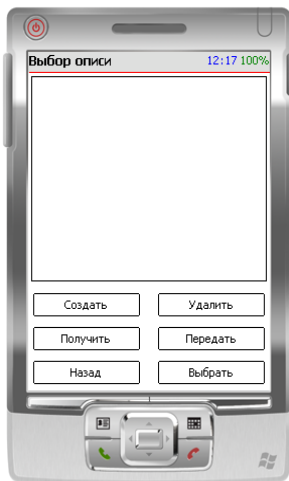 Выбор описи 12:17 100%
Создать Удалить
Получить Передать
Назад Выбрать